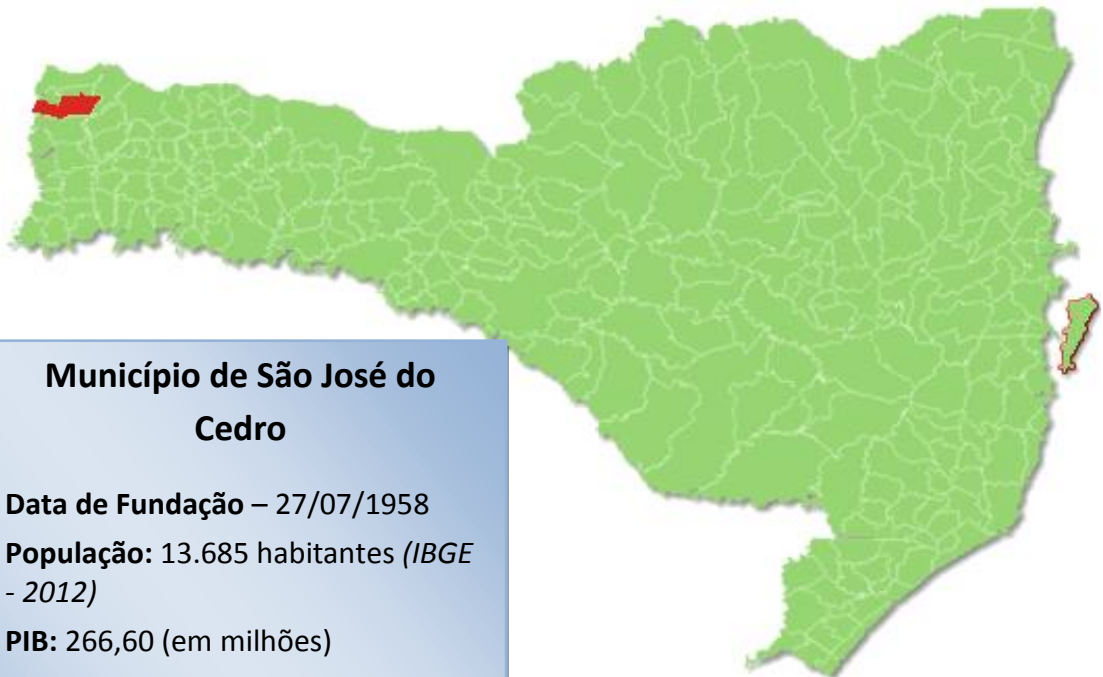 Município de São José do
Cedro
Data de Fundação – 27/07/1958
População: 13.685 habitantes (IBGE
- 2012)
PIB: 266,60 (em milhões)